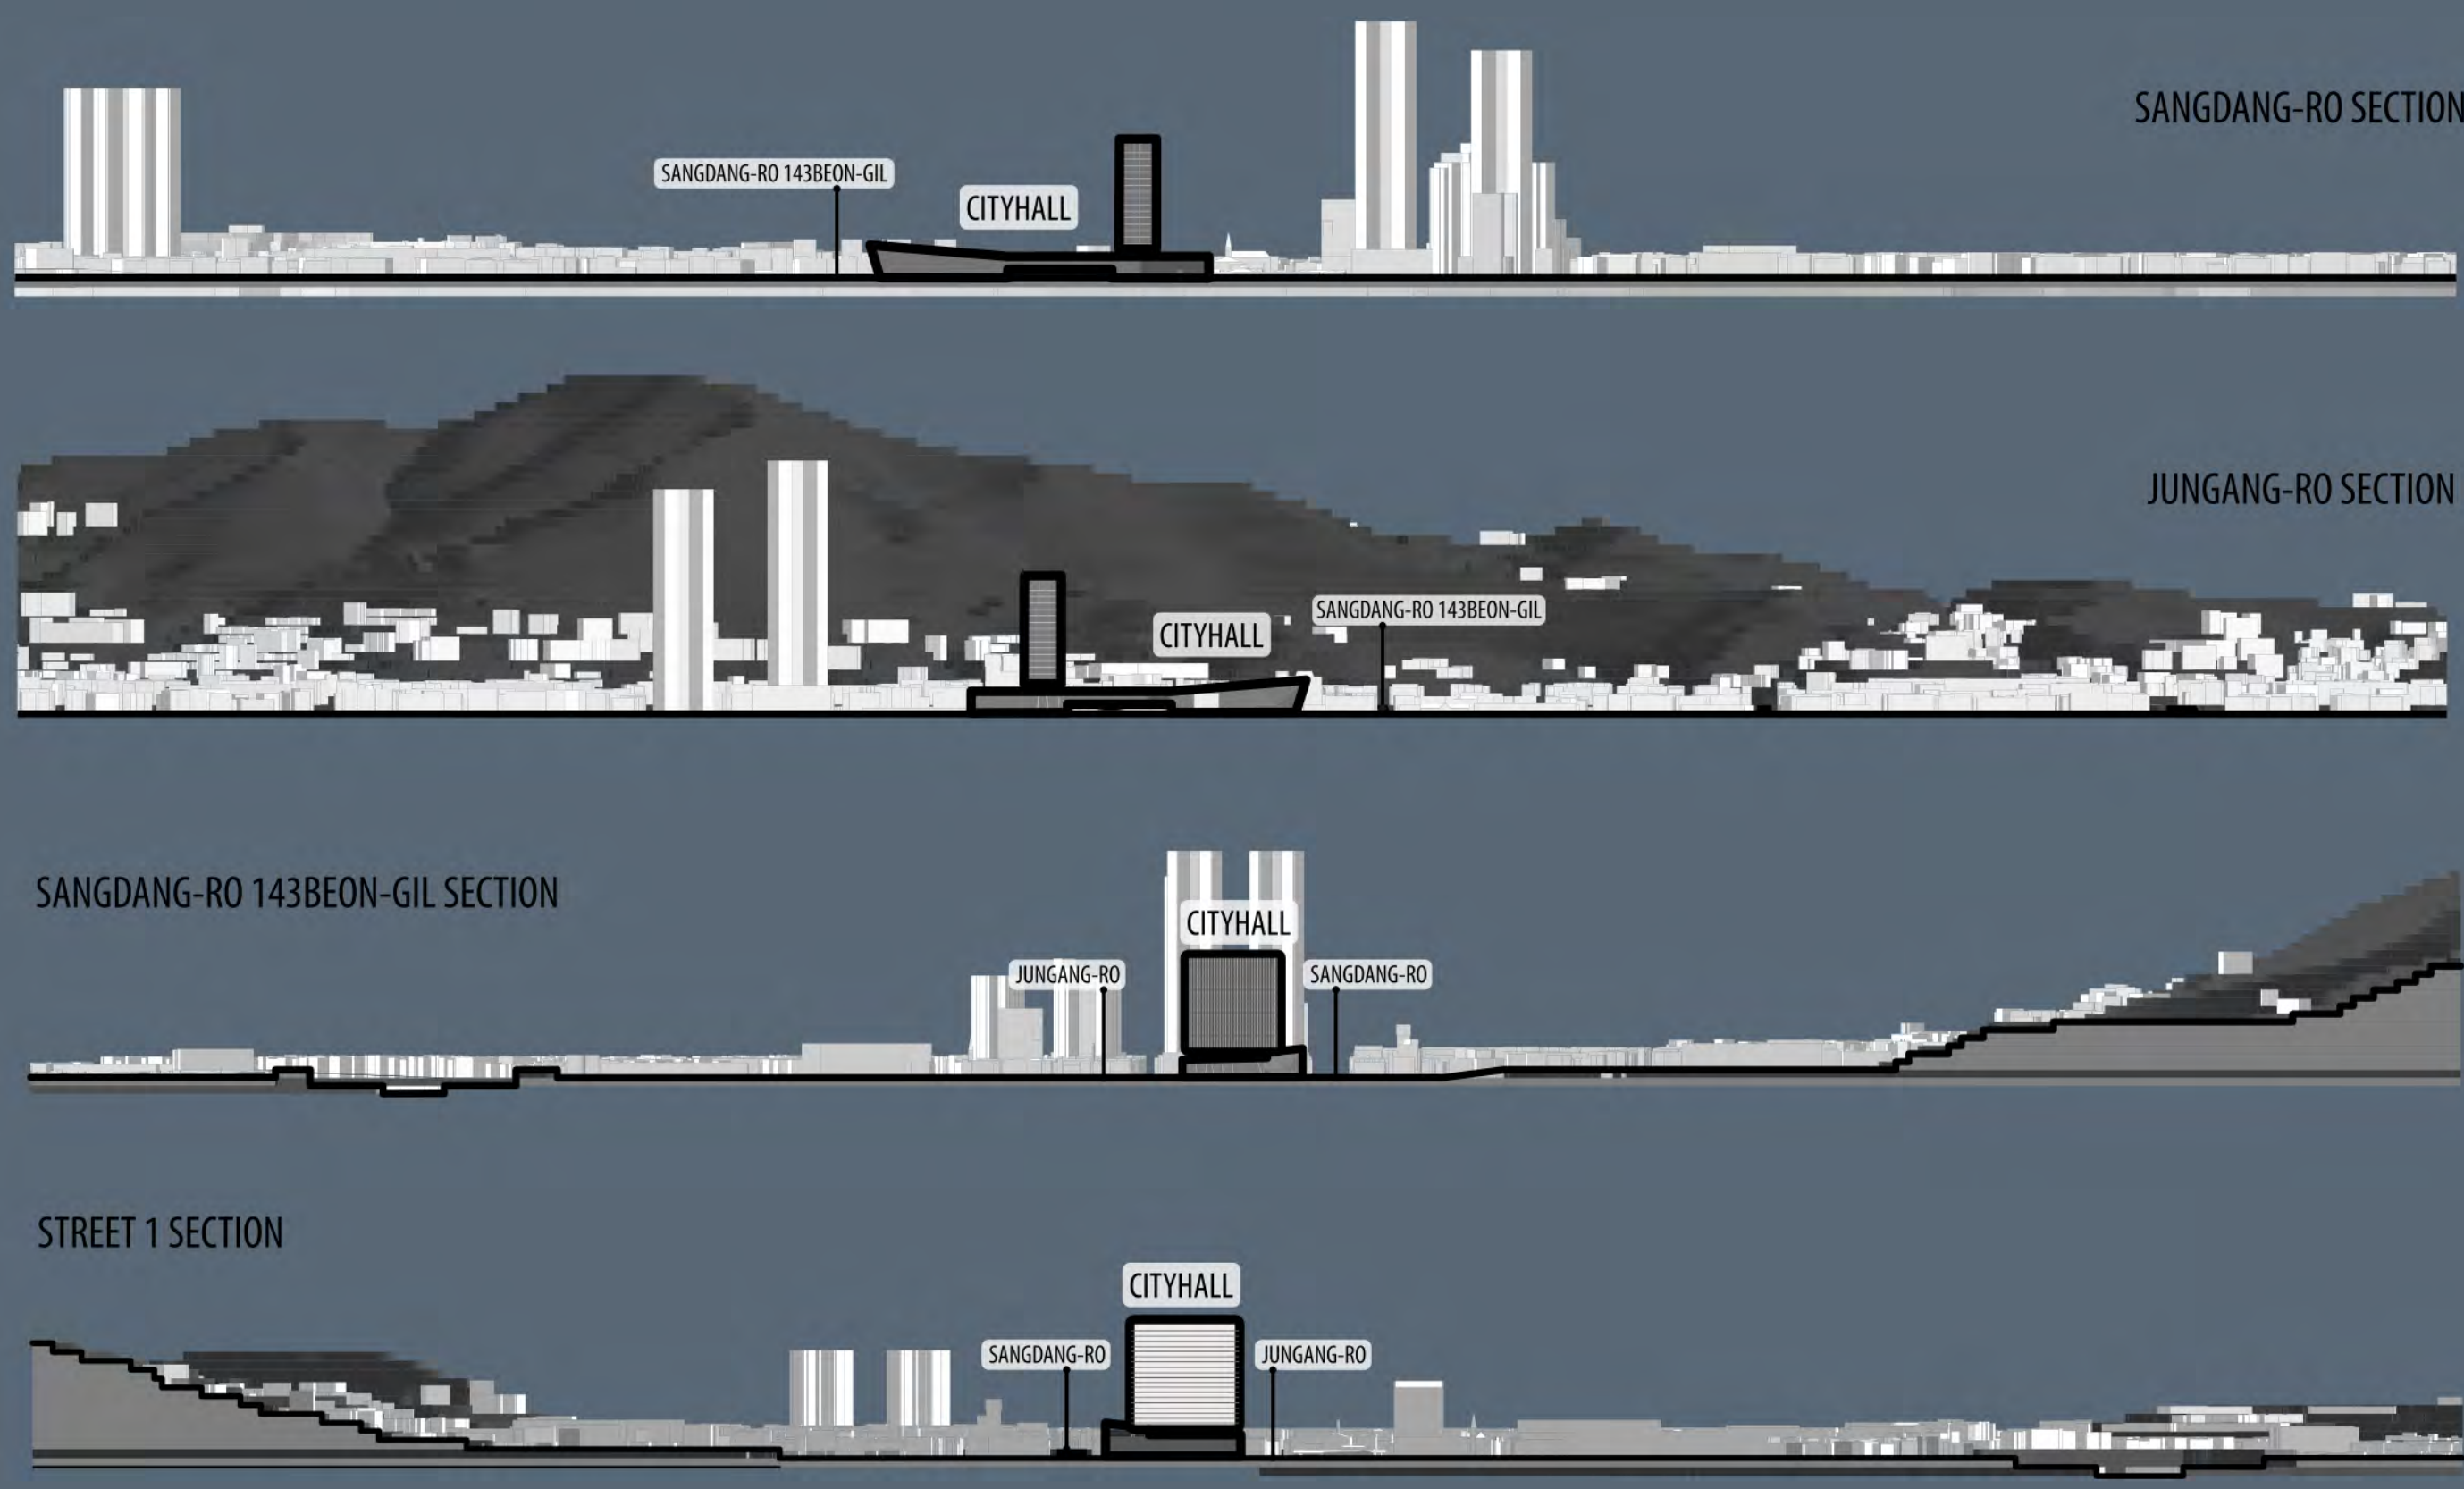 SANGDANG-RO SECTION
SANGDANG-RO 143BEON-GIL
CITYHALL
JUNGANG-RO SECTION
SANGDANG-RO 143BEON-GIL
CITYHALL
SANGDANG-RO 143BEON-GIL SECTION
CITYHALL
JUNGANG-RO
SANGDANG-RO
STREET 1 SECTION
CITYHALL
SANGDANG-RO
JUNGANG-RO